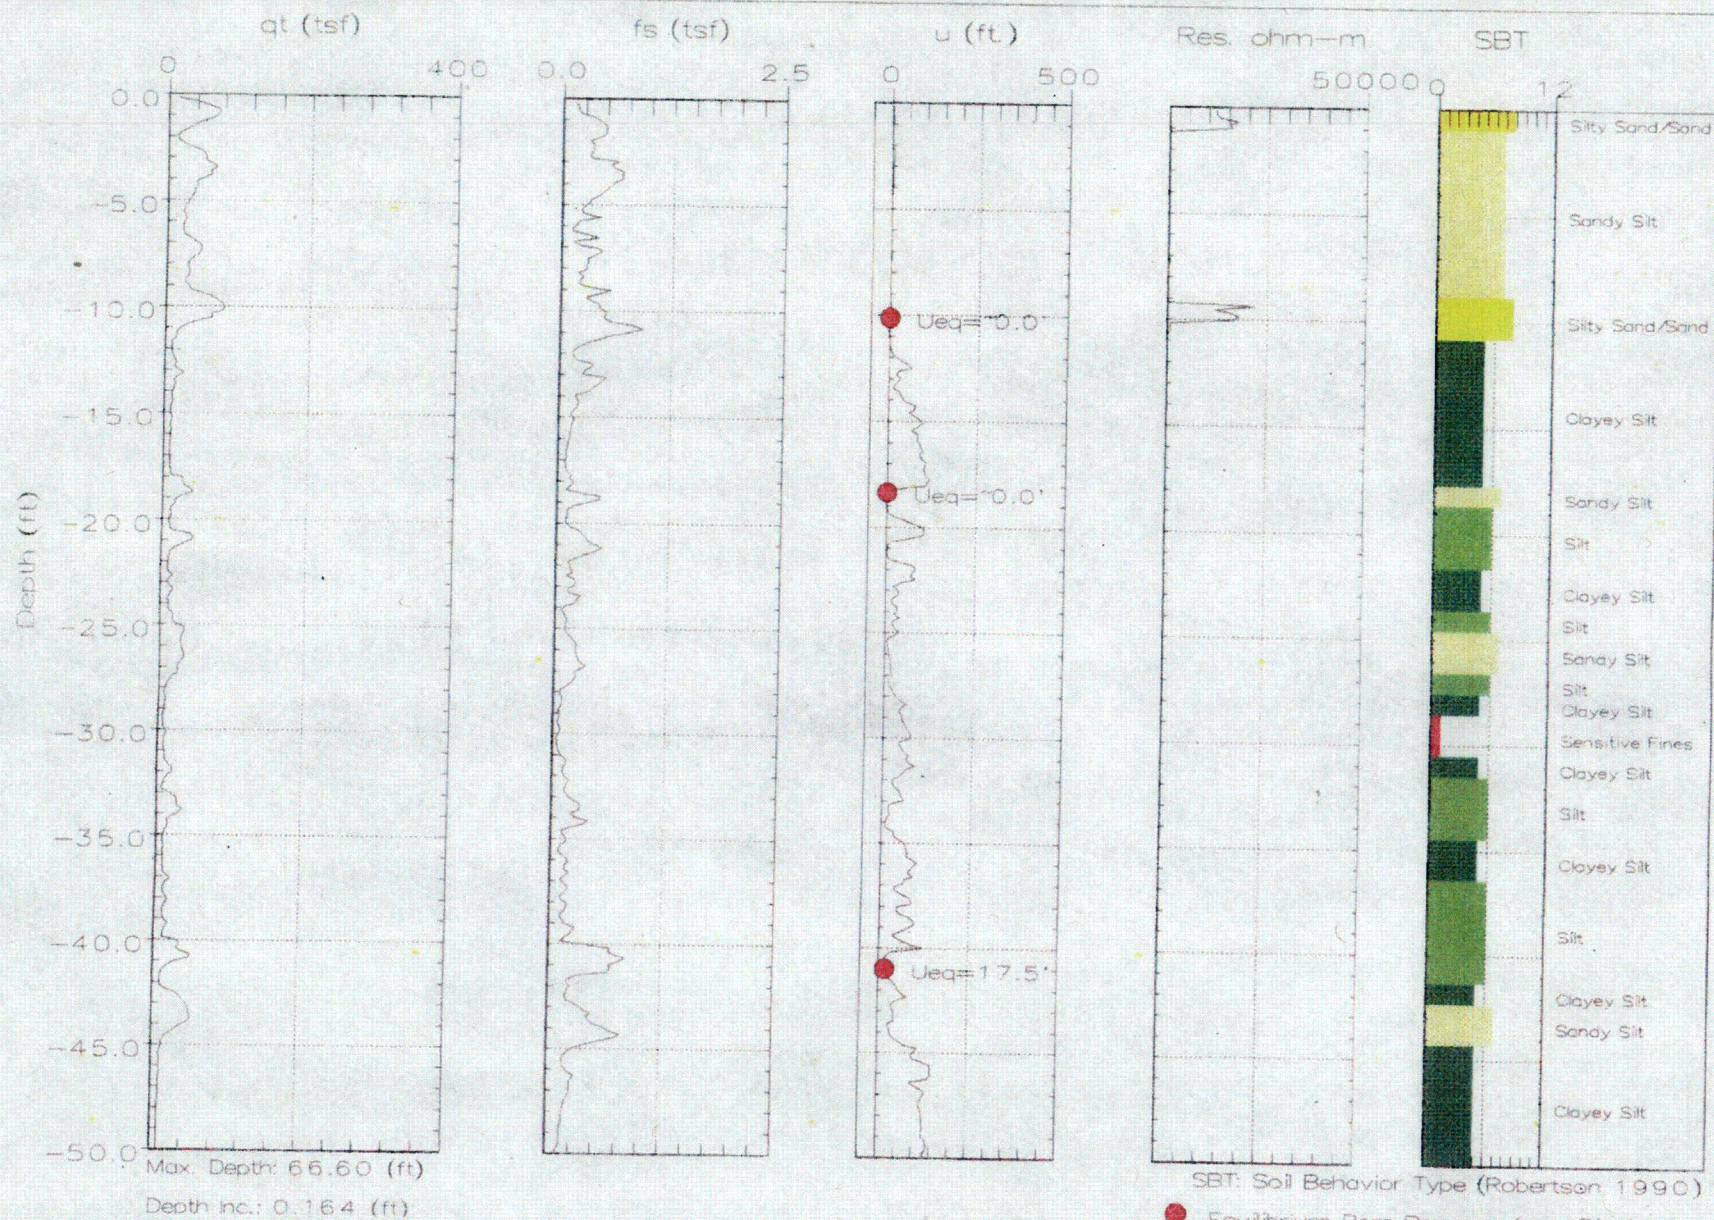 qt (tsf) fs (tsf) u (ft.) Res. ohm-m SBT
0 400 0.0 2.5 0 500 50000 0 12
0.0
-5.0
-10.0
-15.0
-20.0
-25.0
-30.0
-35.0
-40.0
-45.0
-50.0
Depth (ft)
Ueq=~0.0'
Ueq=~0.0'
Ueq=17.5'
Silty Sand/Sand
Sandy Silt
Silty Sand/Sand
Clayey Silt
Sandy Silt
Silt
Clayey Silt
Silt
Sandy Silt
Silt
Clayey Silt
Sensitive Fines
Clayey Silt
Silt
Clayey Silt
Silt
Clayey Silt
Sandy Silt
Clayey Silt
Max. Depth: 66.60 (ft)
Depth Inc.: 0.164 (ft)
SBT: Soil Behavior Type (Robertson 1990)
Equilibrium Pore Pressure